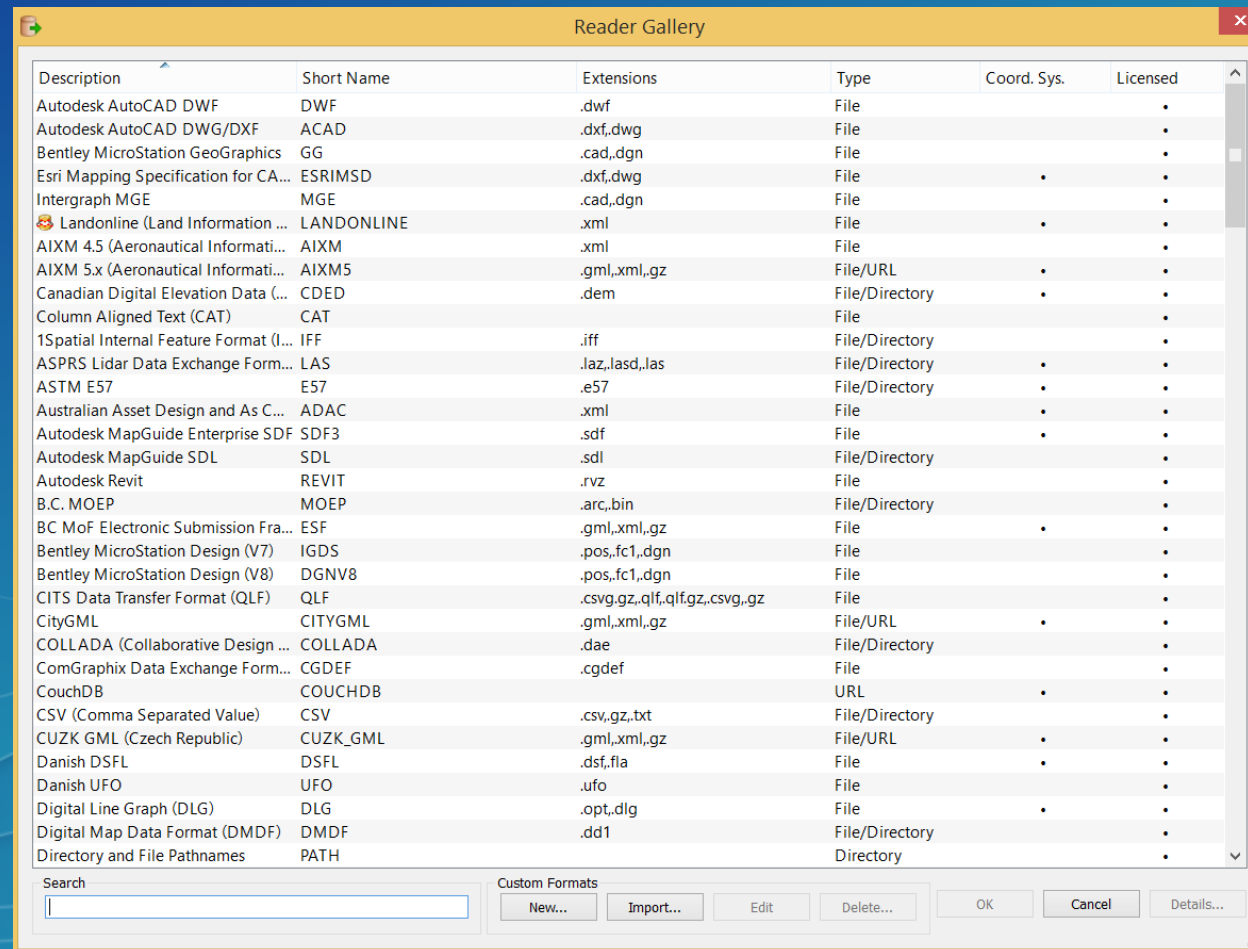 Reader Gallery
Description Short Name Extensions Type Coord. Sys. Licensed
Autodesk AutoCAD DWF DWF .dwf File •
Autodesk AutoCAD DWG/DXF ACAD .dxf,.dwg File •
Bentley MicroStation GeoGraphics GG .cad,.dgn File •
Esri Mapping Specification for CA... ESRIMSD .dxf,.dwg File • •
Intergraph MGE MGE .cad,.dgn File •
Landonline (Land Information ... LANDONLINE .xml File • •
AIXM 4.5 (Aeronautical Informati... AIXM .xml File •
AIXM 5.x (Aeronautical Informati... AIXM5 .gml,.xml,.gz File/URL • •
Canadian Digital Elevation Data (... CDED .dem File/Directory • •
Column Aligned Text (CAT) CAT File •
1Spatial Internal Feature Format (I... IFF .iff File/Directory •
ASPRS Lidar Data Exchange Form... LAS .laz,.lasd,.las File/Directory • •
ASTM E57 E57 .e57 File/Directory • •
Australian Asset Design and As C... ADAC .xml File • •
Autodesk MapGuide Enterprise SDF SDF3 .sdf File • •
Autodesk MapGuide SDL SDL .sdl File/Directory •
Autodesk Revit REVIT .rvz File •
B.C. MOEP MOEP .arc,.bin File/Directory •
BC MoF Electronic Submission Fra... ESF .gml,.xml,.gz File • •
Bentley MicroStation Design (V7) IGDS .pos,.fc1,.dgn File •
Bentley MicroStation Design (V8) DGNV8 .pos,.fc1,.dgn File •
CITS Data Transfer Format (QLF) QLF .csvg.gz,.qlf,.qlf.gz,.csvg,.gz File •
CityGML CITYGML .gml,.xml,.gz File/URL • •
COLLADA (Collaborative Design ... COLLADA .dae File/Directory •
ComGraphix Data Exchange Form... CGDEF .cgdef File •
CouchDB COUCHDB URL • •
CSV (Comma Separated Value) CSV .csv,.gz,.txt File/Directory •
CUZK GML (Czech Republic) CUZK_GML .gml,.xml,.gz File/URL • •
Danish DSFL DSFL .dsf,.fla File • •
Danish UFO UFO .ufo File •
Digital Line Graph (DLG) DLG .opt,.dlg File • •
Digital Map Data Format (DMDF) DMDF .dd1 File/Directory •
Directory and File Pathnames PATH Directory •
Search Custom Formats
New... Import... Edit Delete... OK Cancel Details...